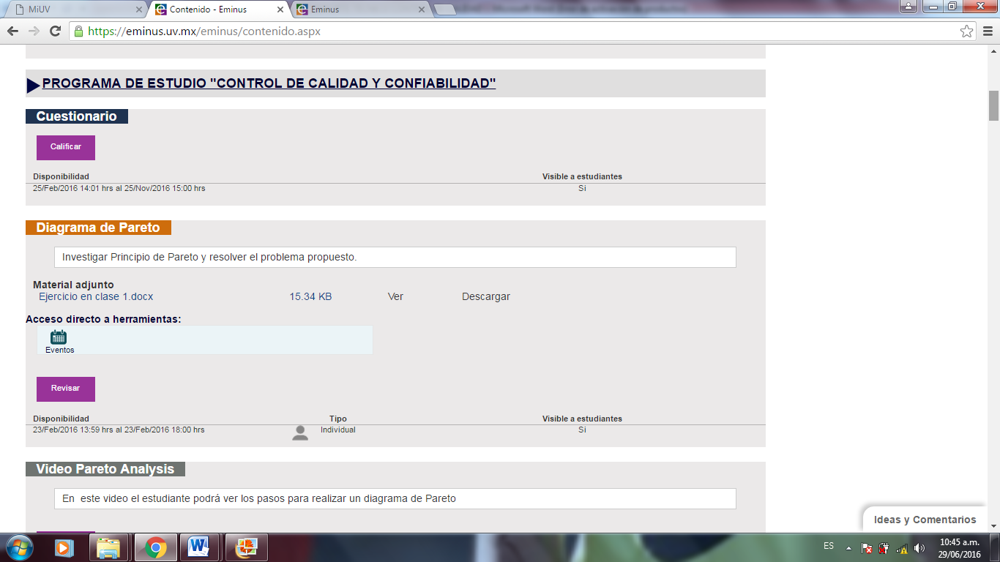 MiUV
Contenido - Eminus
Eminus
https://eminus.uv.mx/eminus/contenido.aspx
PROGRAMA DE ESTUDIO "CONTROL DE CALIDAD Y CONFIABILIDAD"
Cuestionario
Calificar
Disponibilidad Visible a estudiantes
25/Feb/2016 14:01 hrs al 25/Nov/2016 15:00 hrs Si
Diagrama de Pareto
Investigar Principio de Pareto y resolver el problema propuesto.
Material adjunto
Ejercicio en clase 1.docx 15.34 KB Ver Descargar
Acceso directo a herramientas:
Eventos
Revisar
Disponibilidad Tipo Visible a estudiantes
23/Feb/2016 13:59 hrs al 23/Feb/2016 18:00 hrs Individual Si
Video Pareto Analysis
En este video el estudiante podrá ver los pasos para realizar un diagrama de Pareto
Ideas y Comentarios
ES
10:45 a.m.
29/06/2016